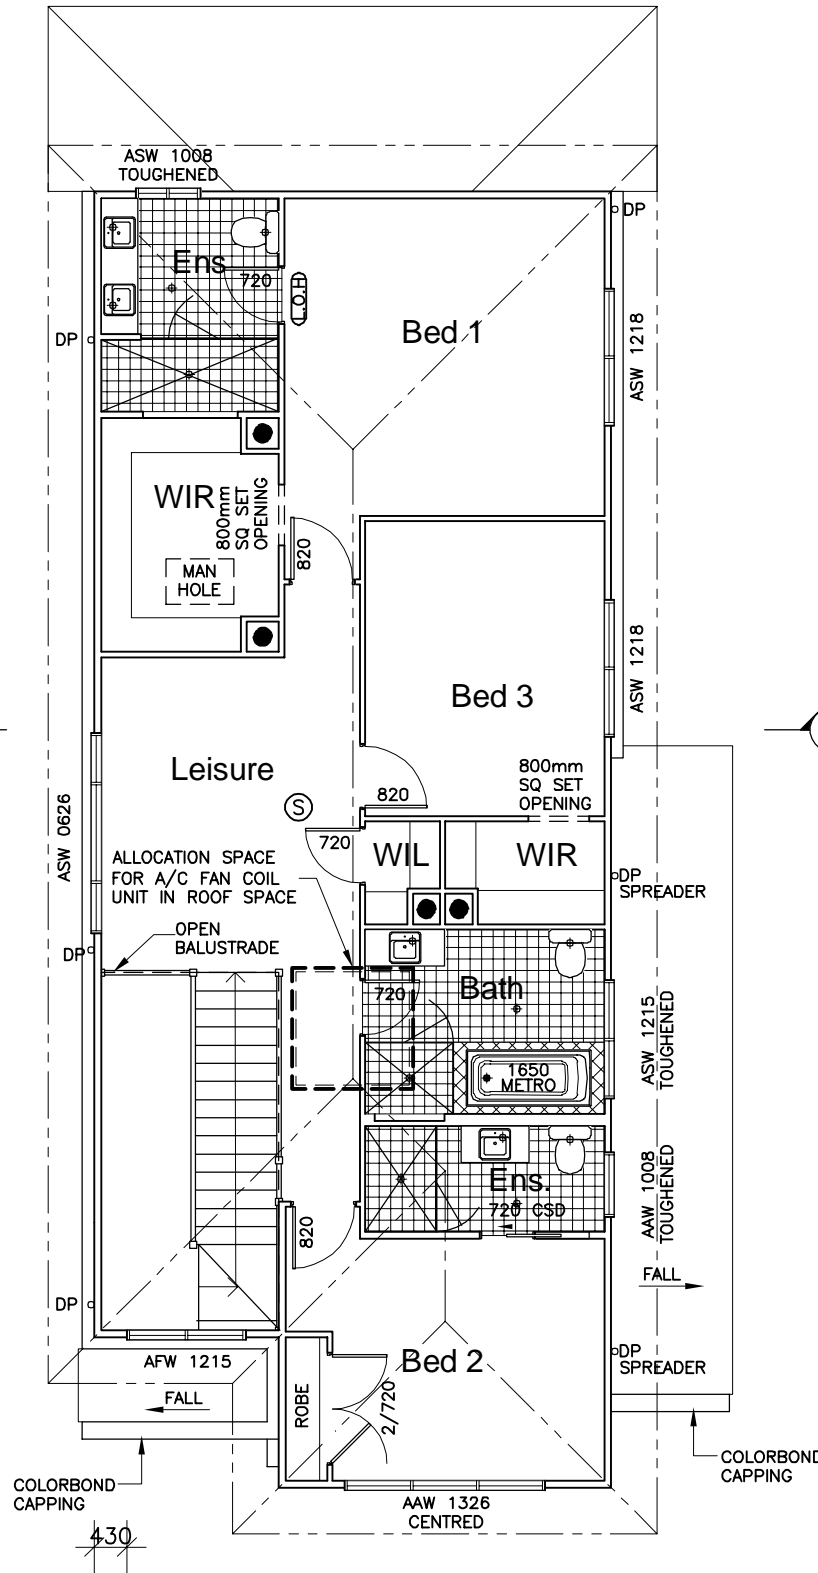 ASW 1008
TOUGHENED
DP
Ens
720
L.O.H
Bed 1
DP
ASW 1218
WIR
800mm
SQ SET
OPENING
820
MAN
HOLE
Bed 3
ASW 1218
Leisure
800mm
SQ SET
OPENING
820
S
ASW 0626
720
WIL
WIR
ALLOCATION SPACE
FOR A/C FAN COIL
UNIT IN ROOF SPACE
DP
SPREADER
OPEN
BALUSTRADE
DP
720
Bath
ASW 1215
TOUGHENED
1650
METRO
Ens.
720 CSD
AAW 1008
TOUGHENED
820
FALL
DP
AFW 1215
Bed 2
DP
SPREADER
FALL
ROBE
2/720
COLORBOND
CAPPING
COLORBOND
CAPPING
AAW 1326
CENTRED
430